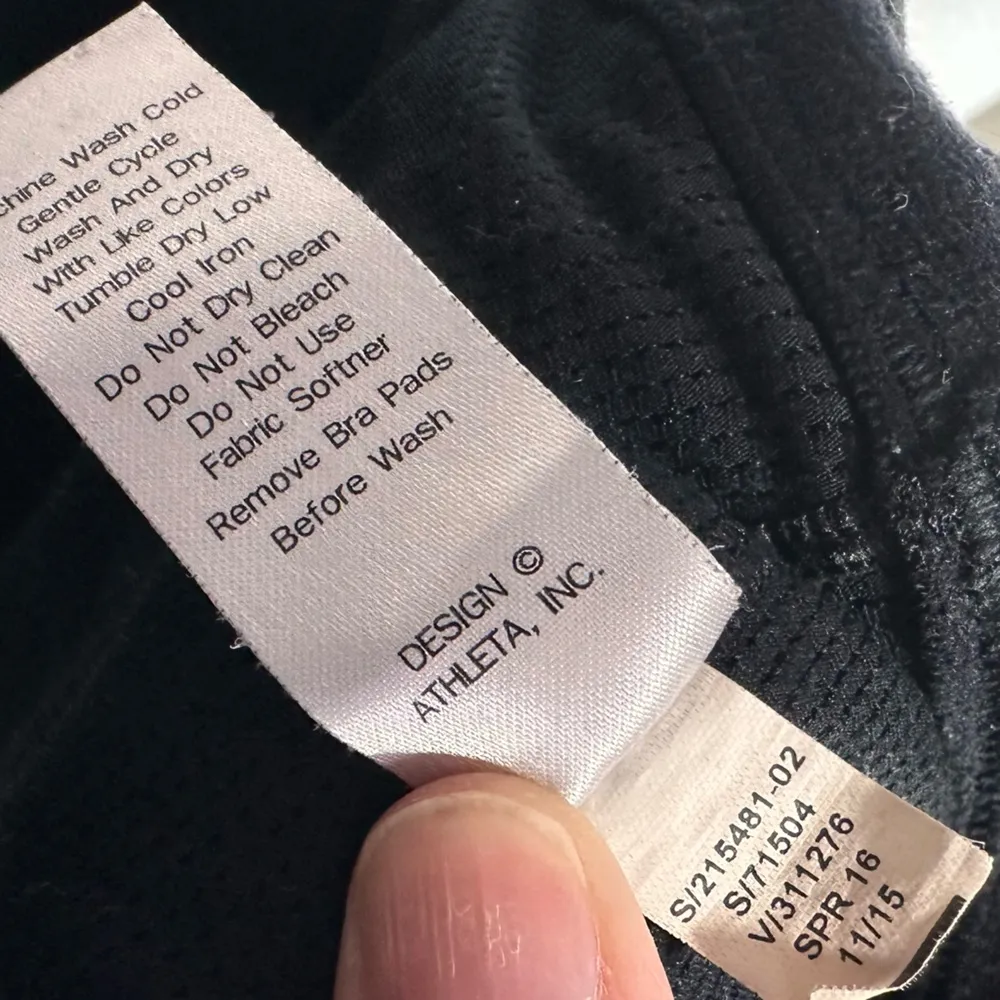 chine Wash Cold
Gentle Cycle
Wash And Dry
With Like Colors
Tumble Dry Low
Cool Iron
Do Not Dry Clean
Do Not Bleach
Do Not Use
Fabric Softner
Remove Bra Pads
Before Wash
DESIGN ©
ATHLETA, INC.
S/215481-02
S/71504
V/311276
SPR 16
11/15